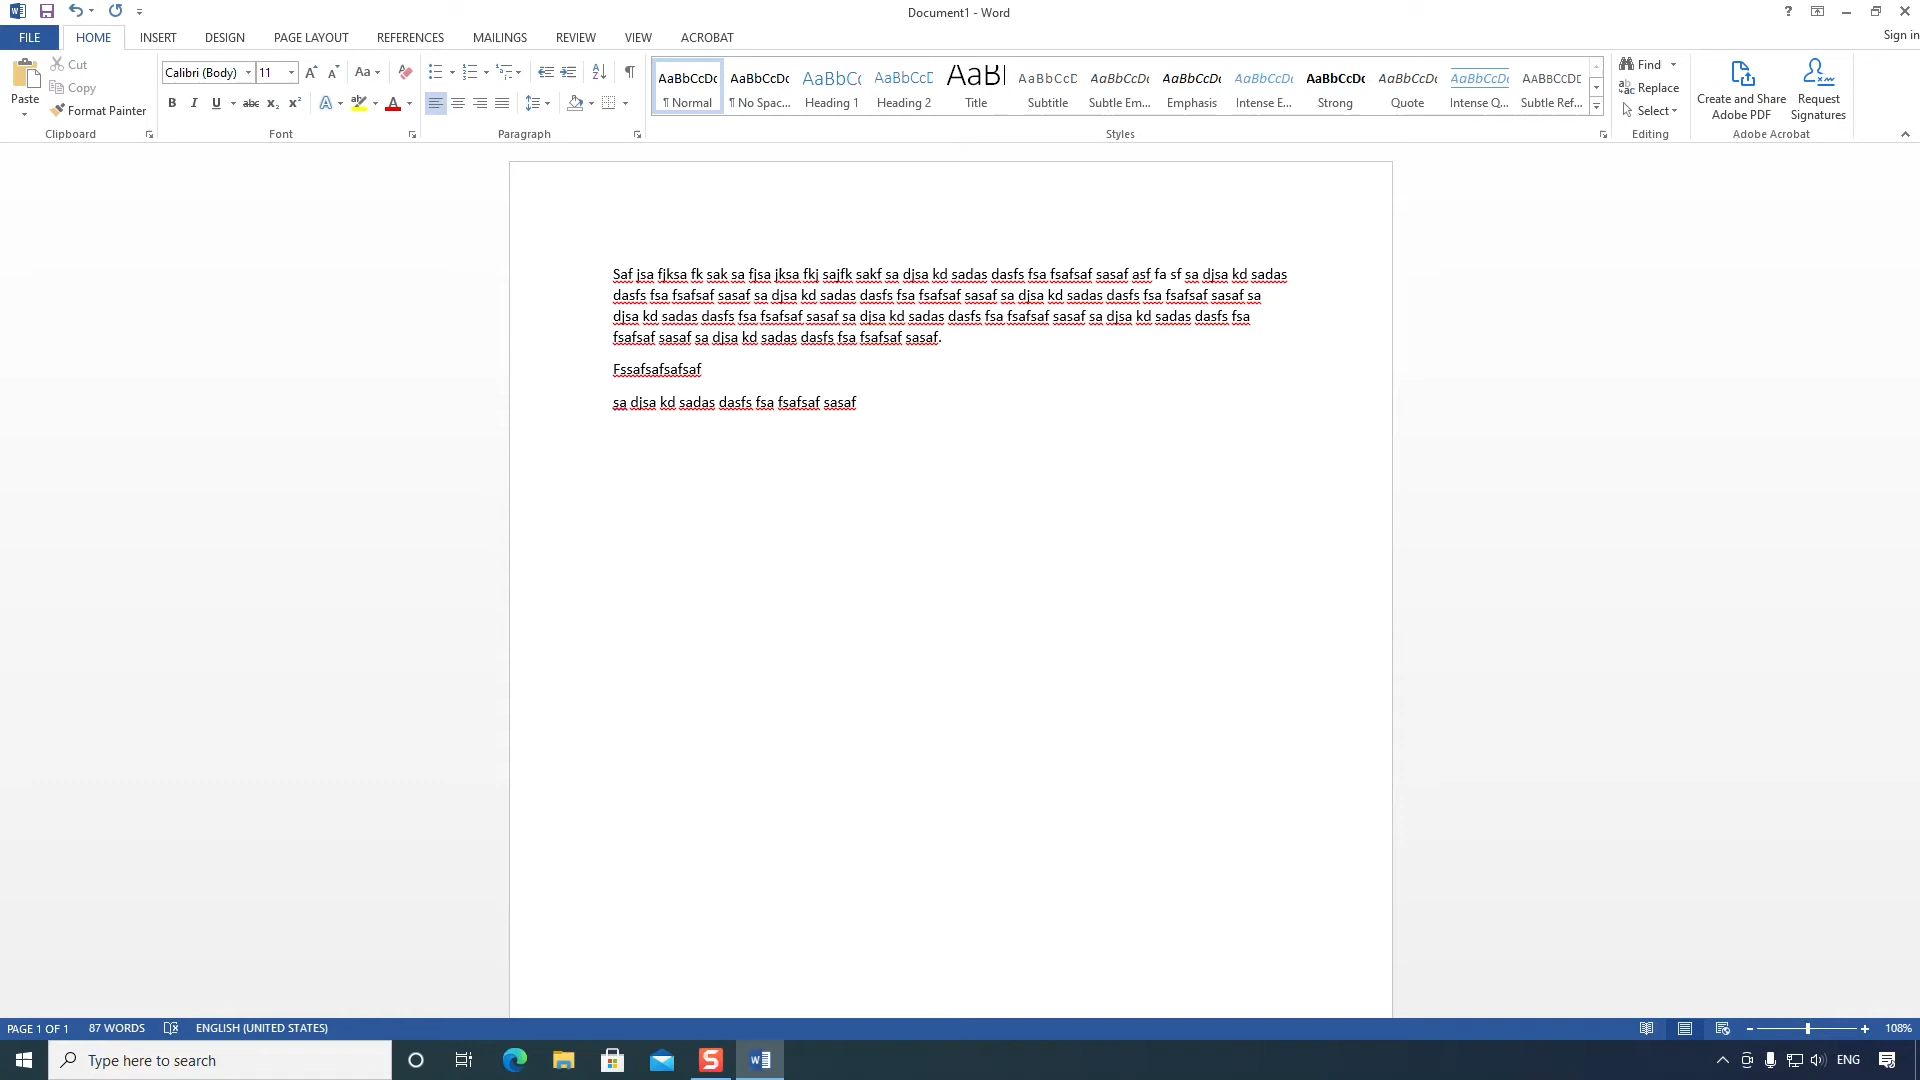 Document1 - Word
Sign in
FILE HOME INSERT DESIGN PAGE LAYOUT REFERENCES MAILINGS REVIEW VIEW ACROBAT
Paste
Cut
Copy
Format Painter
Clipboard
Calibri (Body) 11
Font
Paragraph
AaBbCcDc AaBbCcDc AaBbCc AaBbCcD AaB AaBbCcD AaBbCcDc AaBbCcDc AaBbCcDc AaBbCcDc AaBbCcDc AaBbCcDc AABBCCDE
¶ Normal ¶ No Spac... Heading 1 Heading 2 Title Subtitle Subtle Em... Emphasis Intense E... Strong Quote Intense Q... Subtle Ref...
Styles
Find
Replace
Select
Editing
Create and Share
Adobe PDF
Request
Signatures
Adobe Acrobat
Saf jsa fjksa fk sak sa fjsa jksa fkj sajfk sakf sa djsa kd sadas dasfs fsa fsafsaf sasaf asf fa sf sa djsa kd sadas
dasfs fsa fsafsaf sasaf sa djsa kd sadas dasfs fsa fsafsaf sasaf sa djsa kd sadas dasfs fsa fsafsaf sasaf sa
djsa kd sadas dasfs fsa fsafsaf sasaf sa djsa kd sadas dasfs fsa fsafsaf sasaf sa djsa kd sadas dasfs fsa
fsafsaf sasaf sa djsa kd sadas dasfs fsa fsafsaf sasaf.
Fssafsafsafsaf
sa djsa kd sadas dasfs fsa fsafsaf sasaf
PAGE 1 OF 1 87 WORDS ENGLISH (UNITED STATES) 108%
Type here to search
ENG